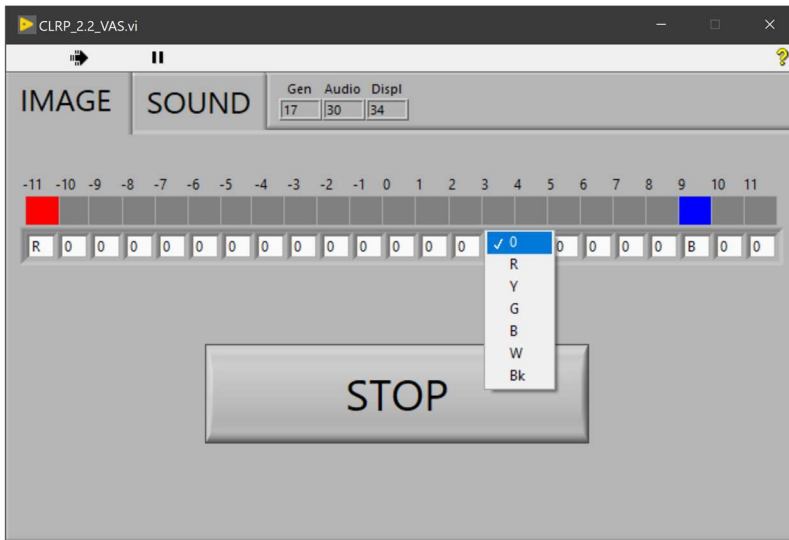 CLRP_2.2_VAS.vi
IMAGE SOUND
Gen Audio Displ
17 30 34
-11 -10 -9 -8 -7 -6 -5 -4 -3 -2 -1 0 1 2 3 4 5 6 7 8 9 10 11
R 0 0 0 0 0 0 0 0 0 0 0 0 0 ✓ 0 0 0 0 0 B 0 0
R
Y
G
B
W
Bk
STOP